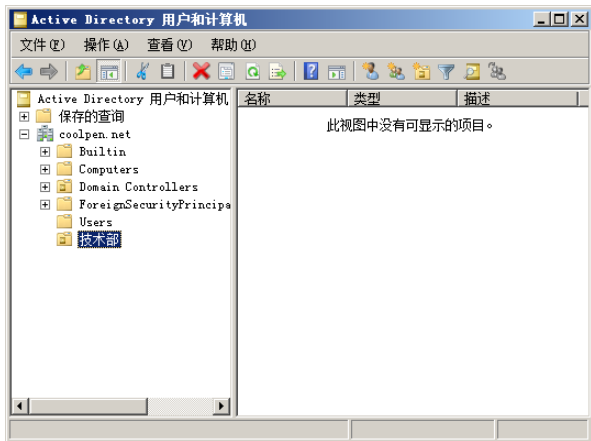 Active Directory 用户和计算机
文件(F) 操作(A) 查看(V) 帮助(H)
Active Directory 用户和计算机
名称 类型 描述
保存的查询
此视图中没有可显示的项目。
coolpen.net
Builtin
Computers
Domain Controllers
ForeignSecurityPrincipa
Users
技术部